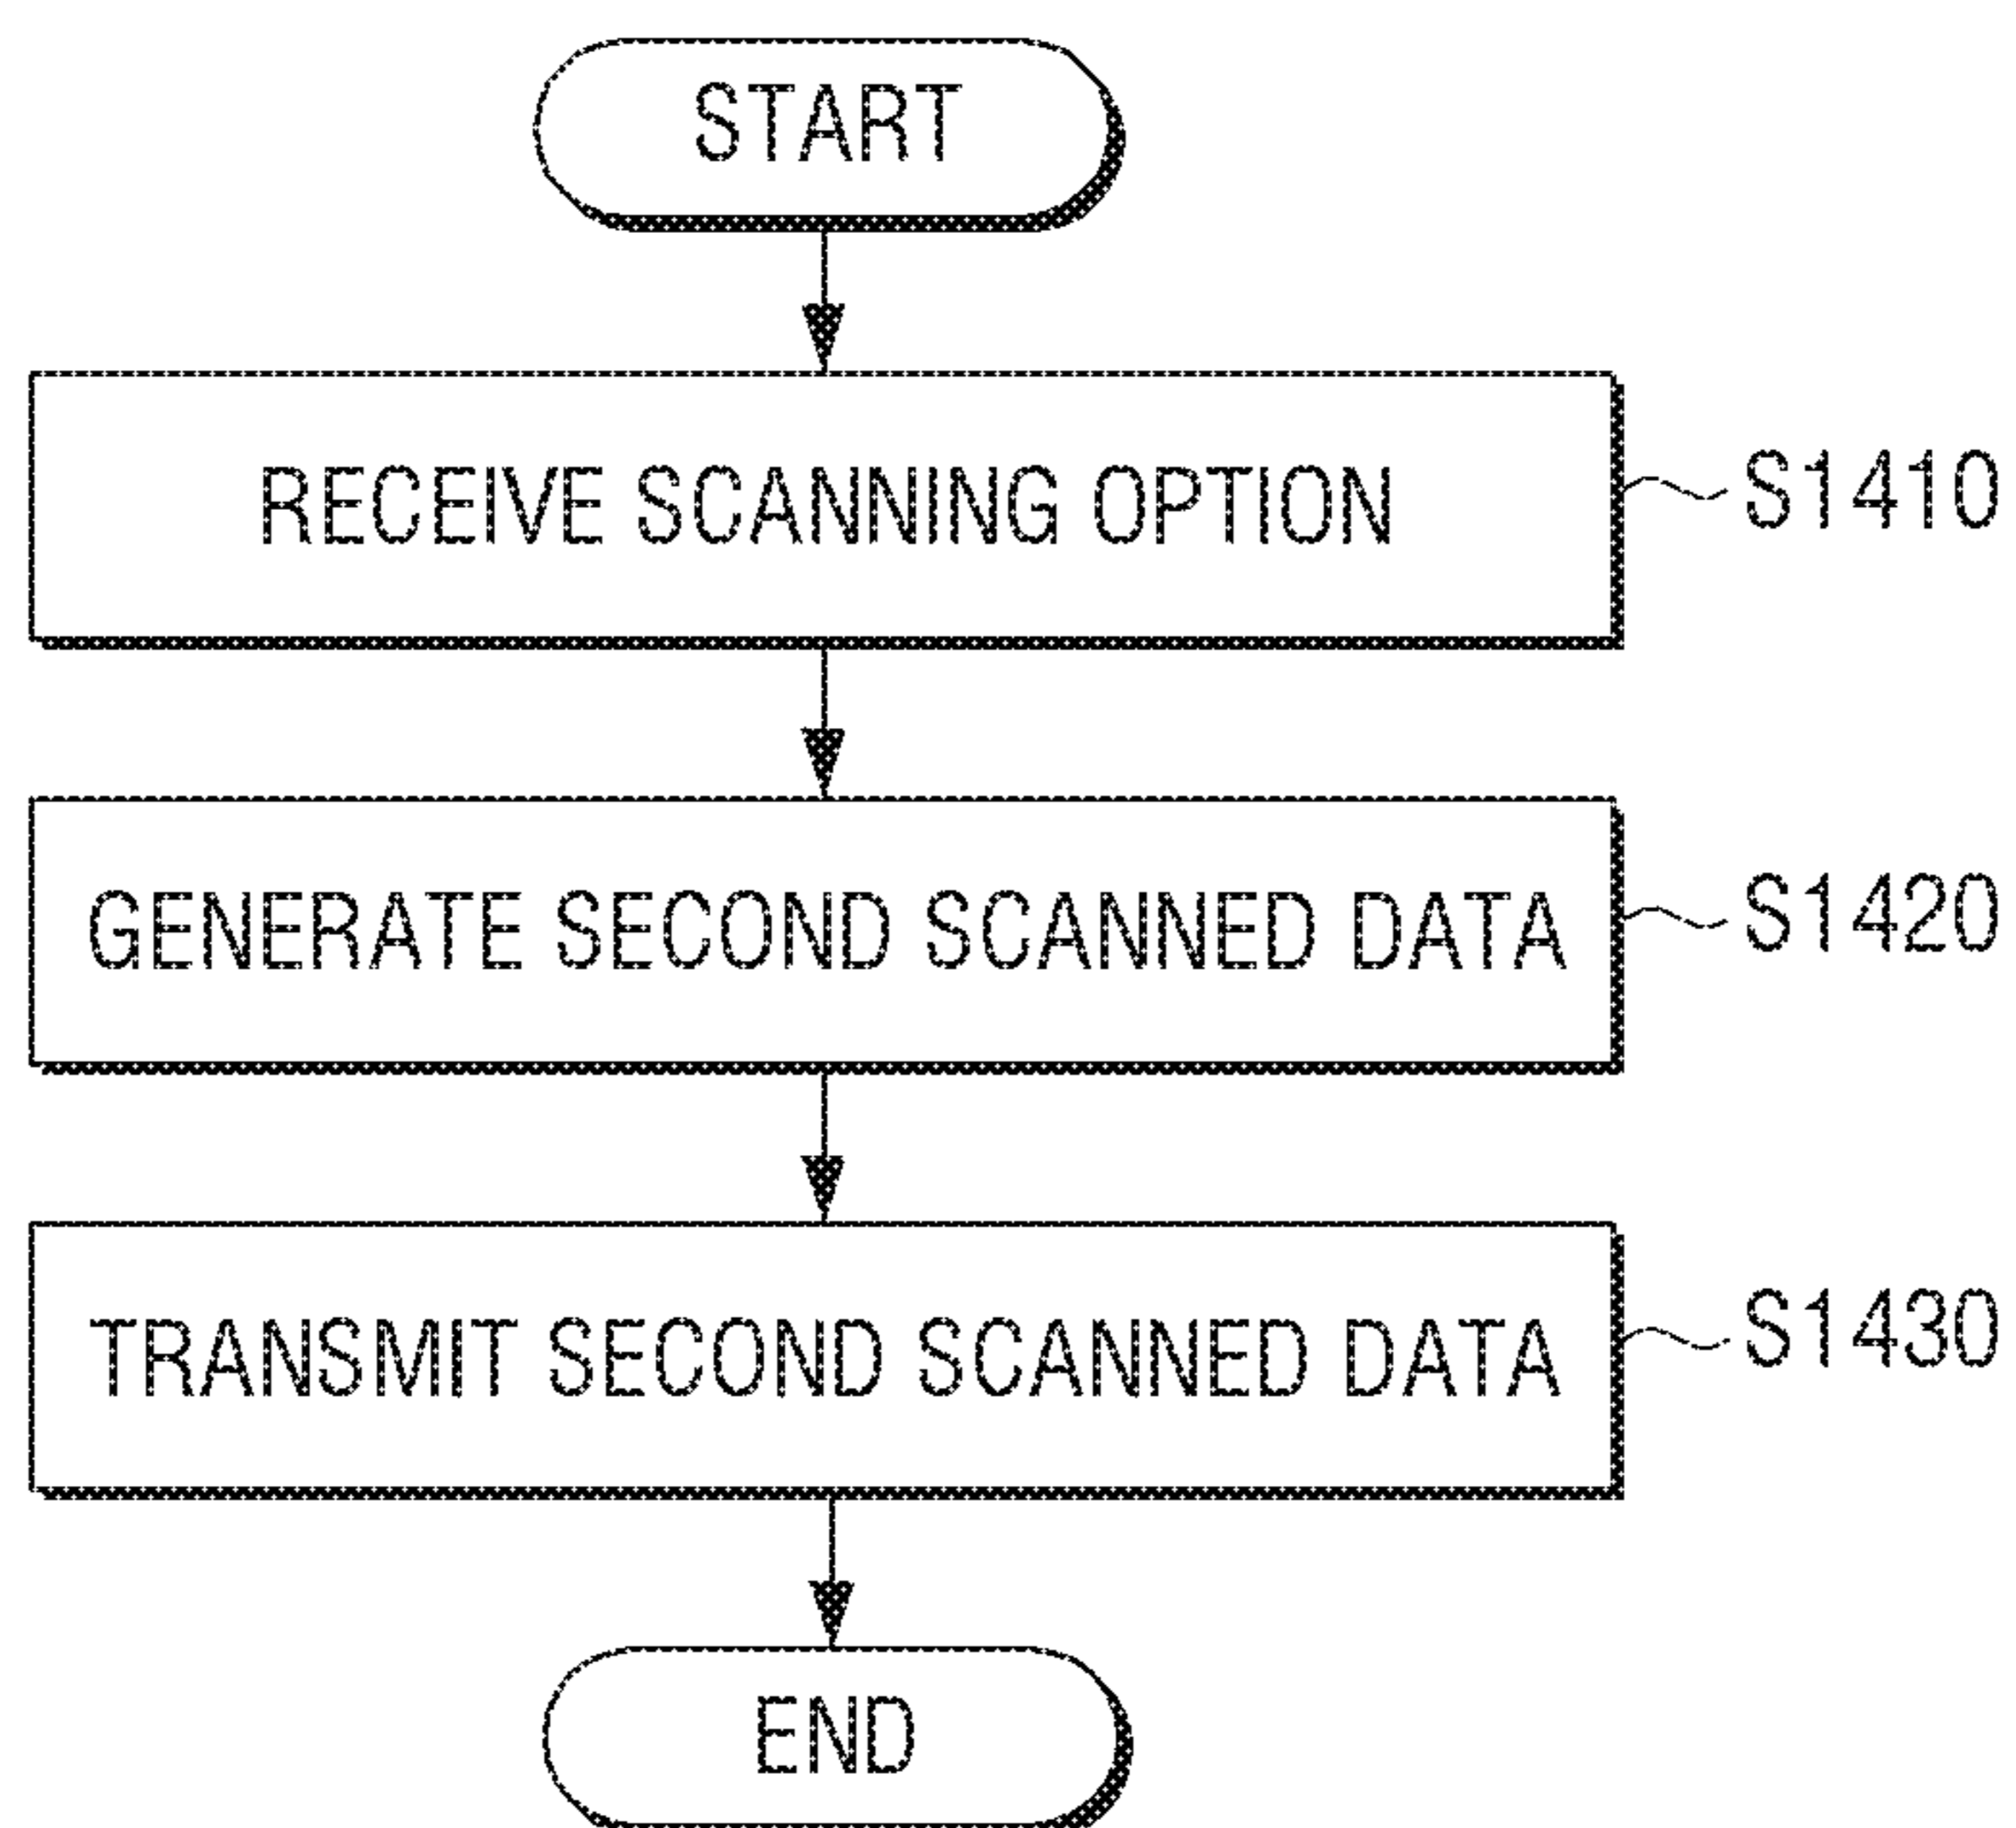 START
RECEIVE SCANNING OPTION
S1410
GENERATE SECOND SCANNED DATA
S1420
TRANSMIT SECOND SCANNED DATA
S1430
END